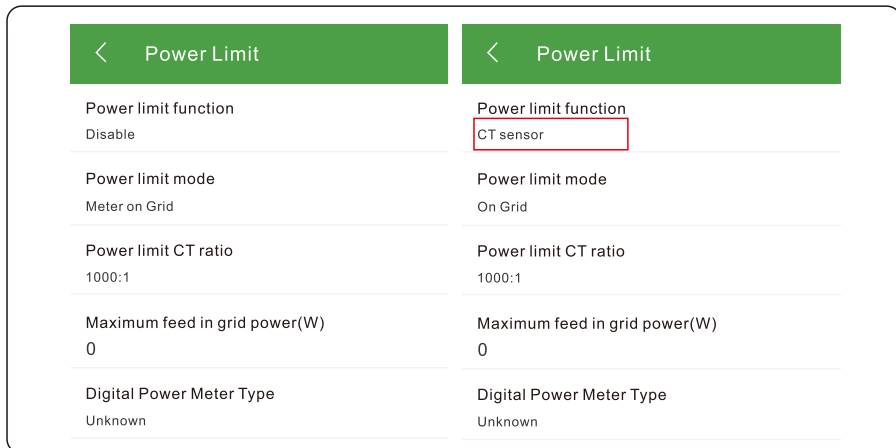 Power Limit
Power limit function
Disable
Power limit mode
Meter on Grid
Power limit CT ratio
1000:1
Maximum feed in grid power(W)
0
Digital Power Meter Type
Unknown
Power Limit
Power limit function
CT sensor
Power limit mode
On Grid
Power limit CT ratio
1000:1
Maximum feed in grid power(W)
0
Digital Power Meter Type
Unknown